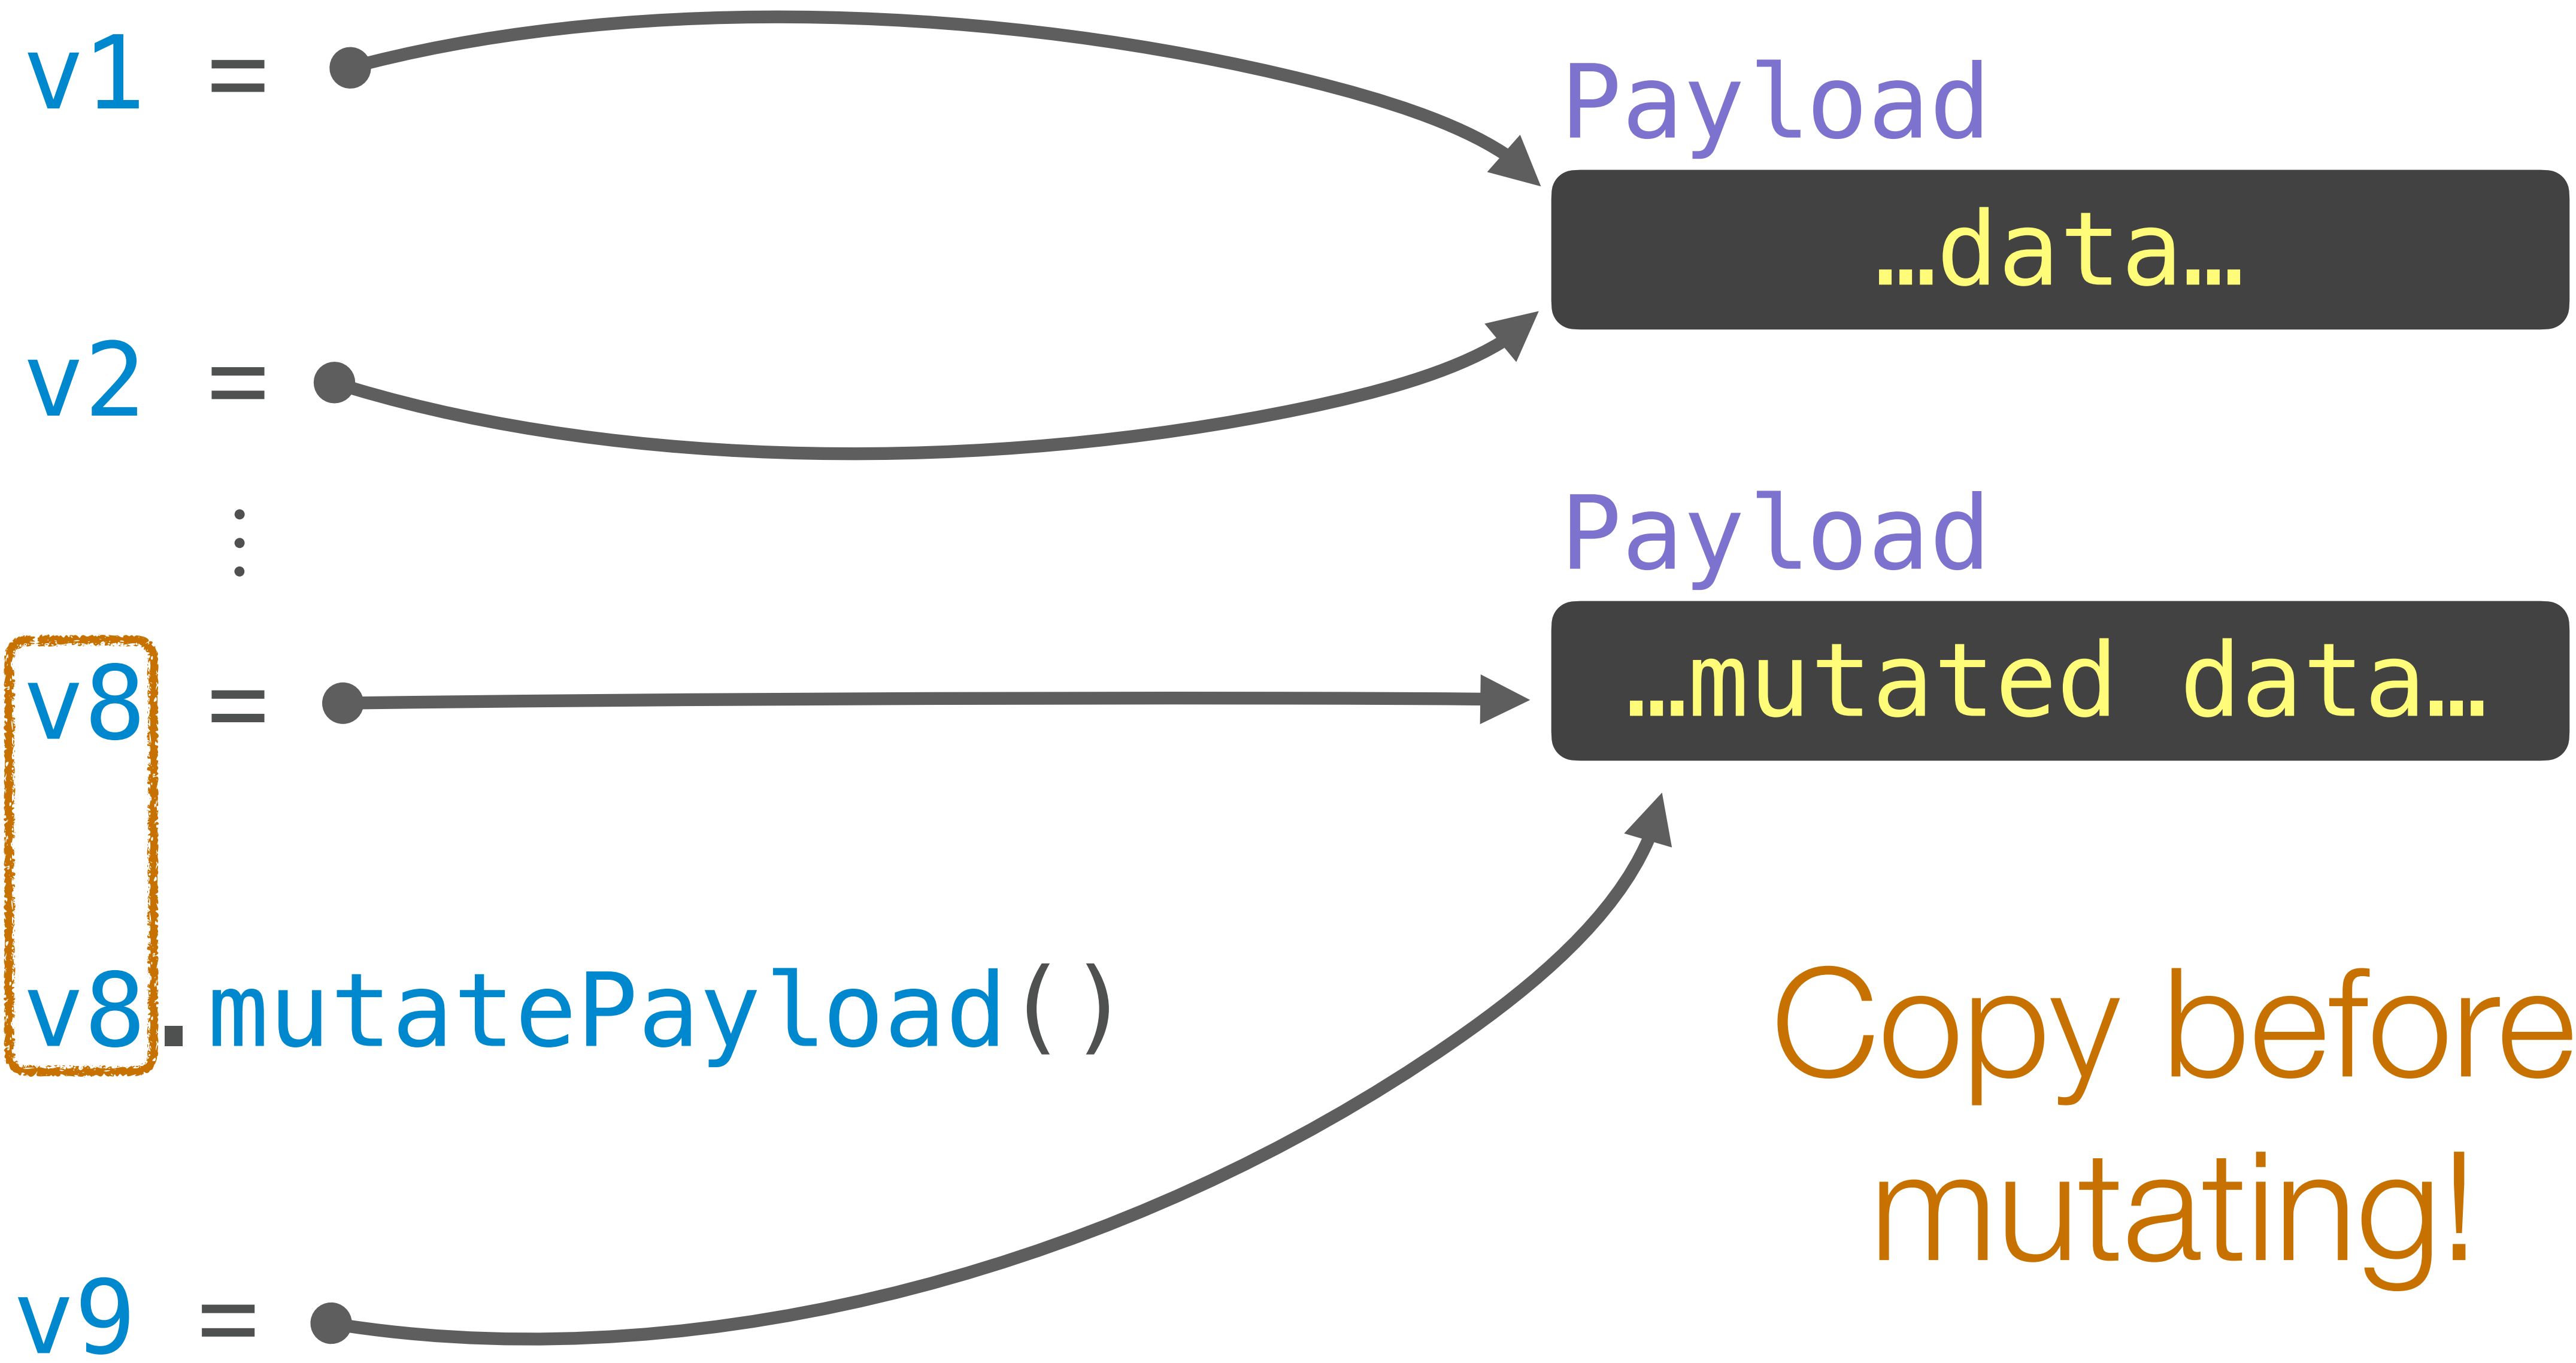 v1 =
Payload
…data…
v2 =
⋮
Payload
v8 =
…mutated data…
v8.mutatePayload()
Copy before
mutating!
v9 =